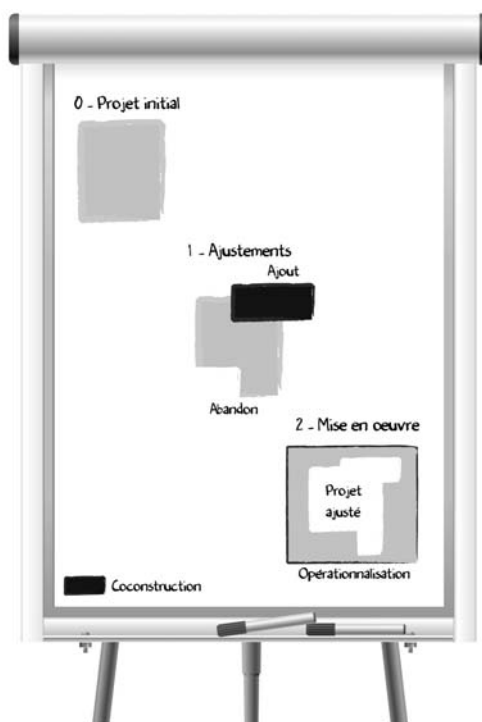 0 - Projet initial
1 - Ajustements
Ajout
Abandon
2 - Mise en oeuvre
Projet
ajusté
Opérationnalisation
Coconstruction